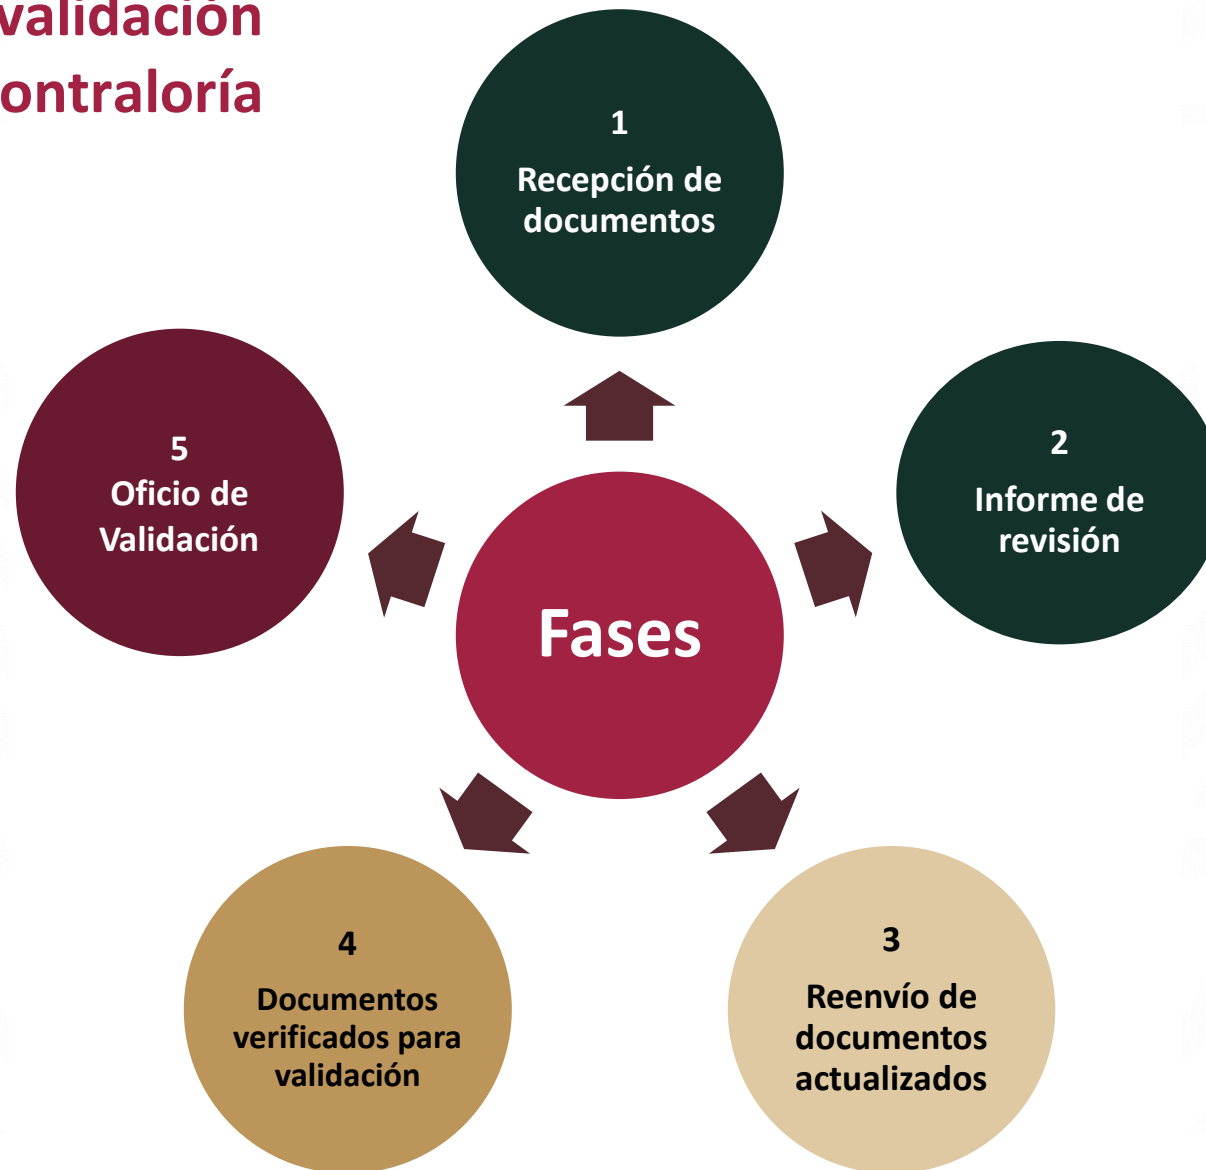 validación
ontraloría
1
Recepción de
documentos
2
Informe de
revisión
3
Reenvío de
documentos
actualizados
4
Documentos
verificados para
validación
5
Oficio de
Validación
Fases